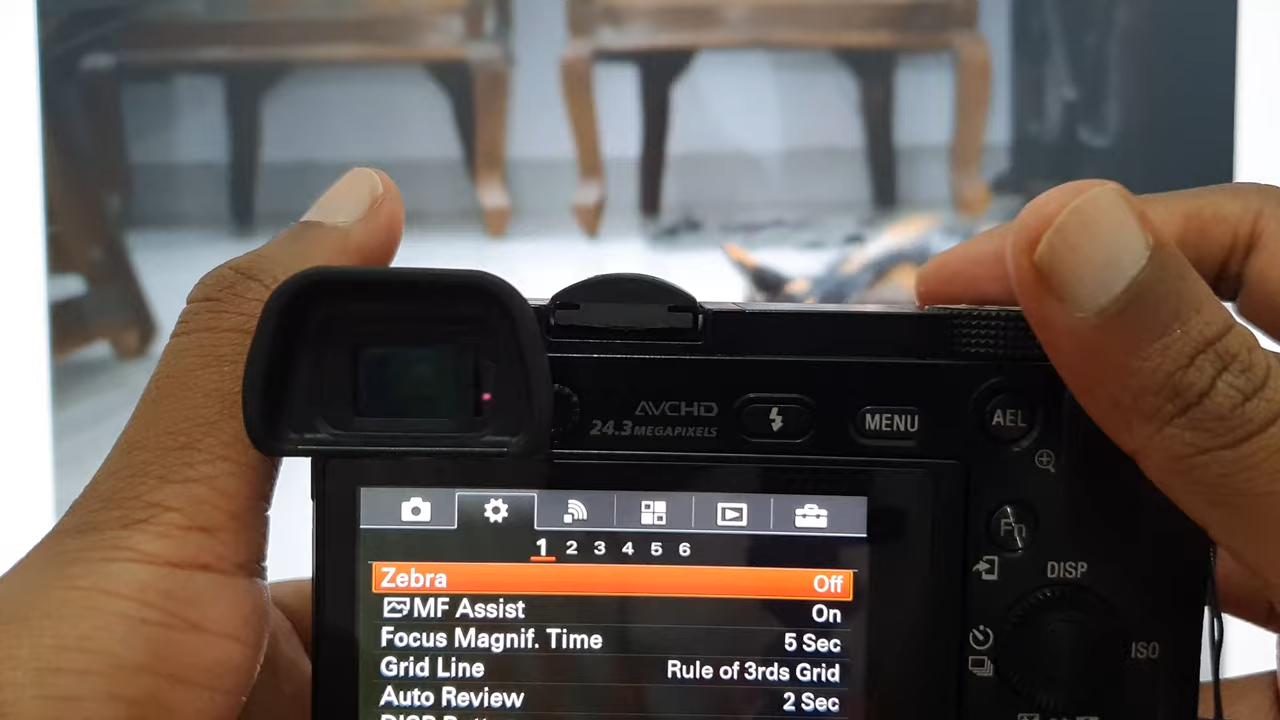 AVCHD
24.3 MEGAPIXELS
MENU
AEL
Fn
DISP
ISO
1 2 3 4 5 6
Zebra Off
MF Assist On
Focus Magnif. Time 5 Sec
Grid Line Rule of 3rds Grid
Auto Review 2 Sec